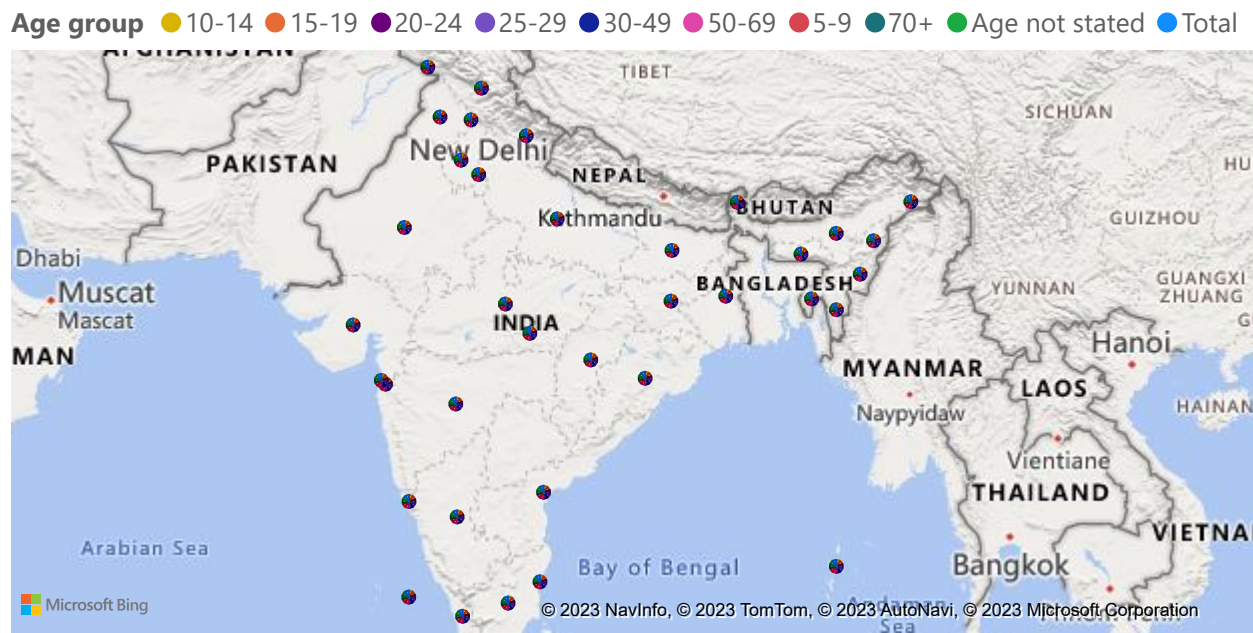 Age group 10-14 15-19 20-24 25-29 30-49 50-69 5-9 70+ Age not stated Total
AFGHANISTAN
TIBET
SICHUAN
New Delhi
PAKISTAN
NEPAL
HU
BHUTAN
Kathmandu
GUIZHOU
Dhabi
BANGLADESH
GUANGXI
ZHUANG
YUNNAN
Muscat
Mascat
INDIA
G
Hanoi
MAN
MYANMAR
LAOS
HAINAN
Naypyidaw
Vientiane
THAILAND
VIETNA
Arabian Sea
Bay of Bengal
Bangkok
Microsoft Bing
Andaman
Sea
© 2023 NavInfo, © 2023 TomTom, © 2023 AutoNavi, © 2023 Microsoft Corporation